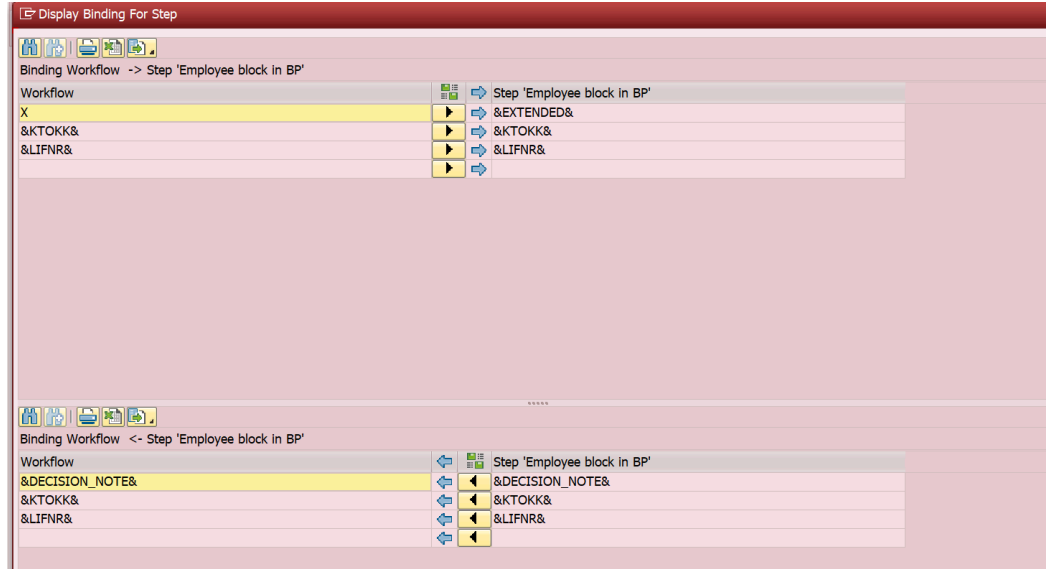 Display Binding For Step
Binding Workflow -> Step 'Employee block in BP'
Workflow Step 'Employee block in BP'
X &EXTENDED&
&KTOKK& &KTOKK&
&LIFNR& &LIFNR&
Binding Workflow <- Step 'Employee block in BP'
Workflow Step 'Employee block in BP'
&DECISION_NOTE& &DECISION_NOTE&
&KTOKK& &KTOKK&
&LIFNR& &LIFNR&